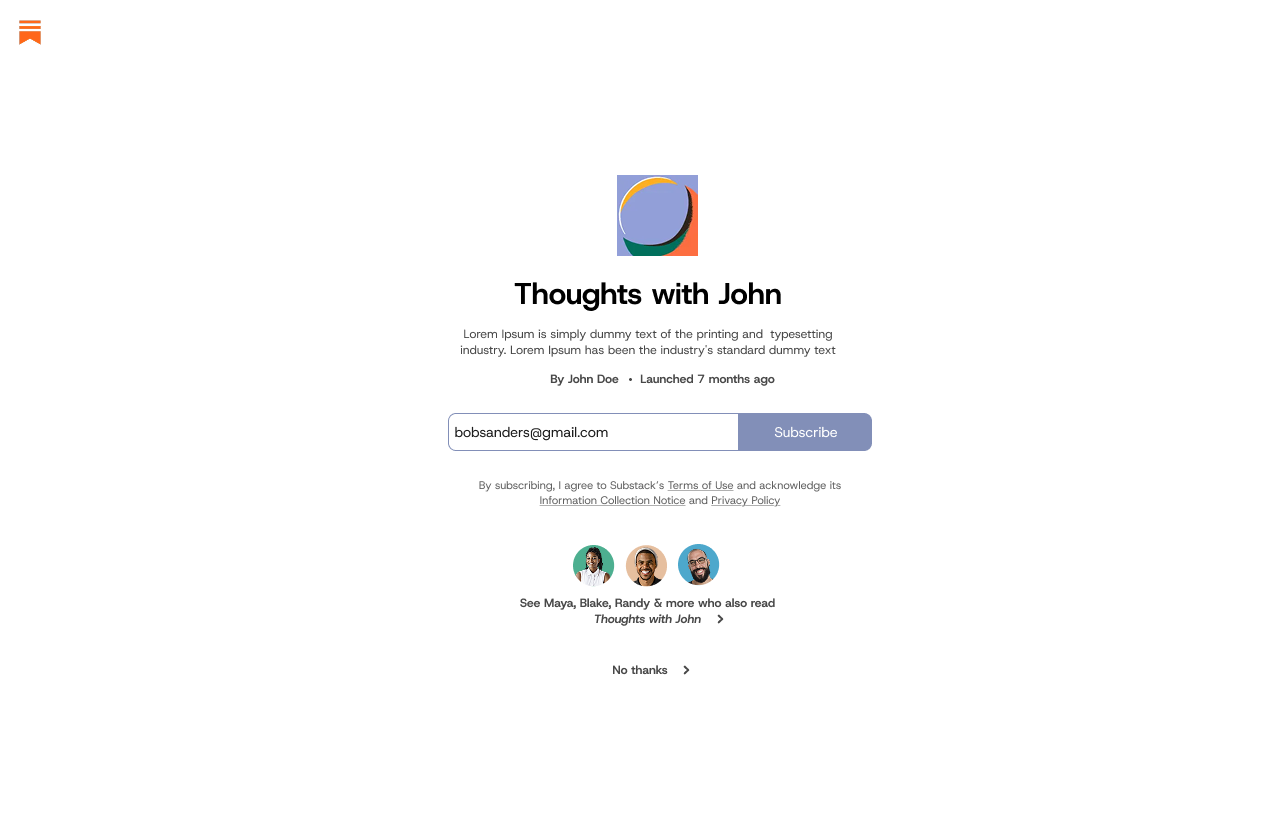 Thoughts with John
Lorem Ipsum is simply dummy text of the printing and  typesetting
industry. Lorem Ipsum has been the industry's standard dummy text
By John Doe • Launched 7 months ago
bobsanders@gmail.com Subscribe
By subscribing, I agree to Substack’s Terms of Use and acknowledge its
Information Collection Notice and Privacy Policy
See Maya, Blake, Randy & more who also read
Thoughts with John
No thanks